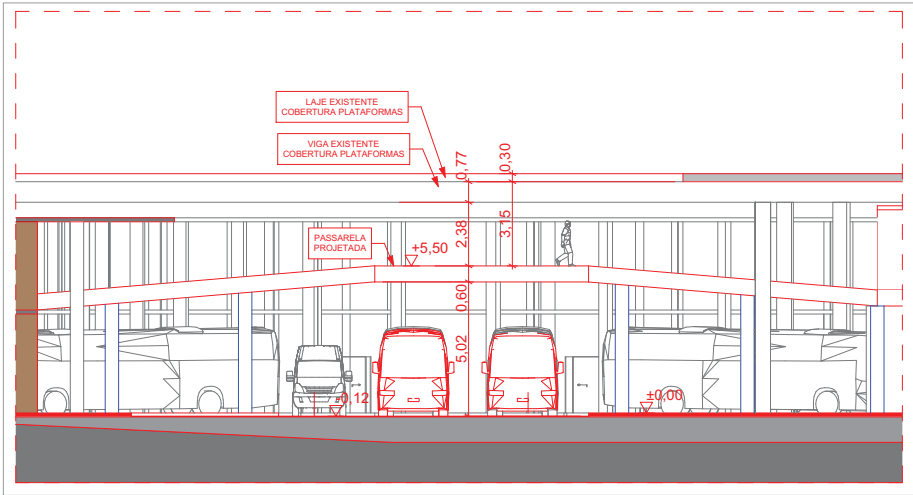 LAJE EXISTENTE
COBERTURA PLATAFORMAS
VIGA EXISTENTE
COBERTURA PLATAFORMAS
0,77
0,30
2,38
3,15
PASSARELA
PROJETADA
+5,50
0,60
5,02
-0,12
±0,00